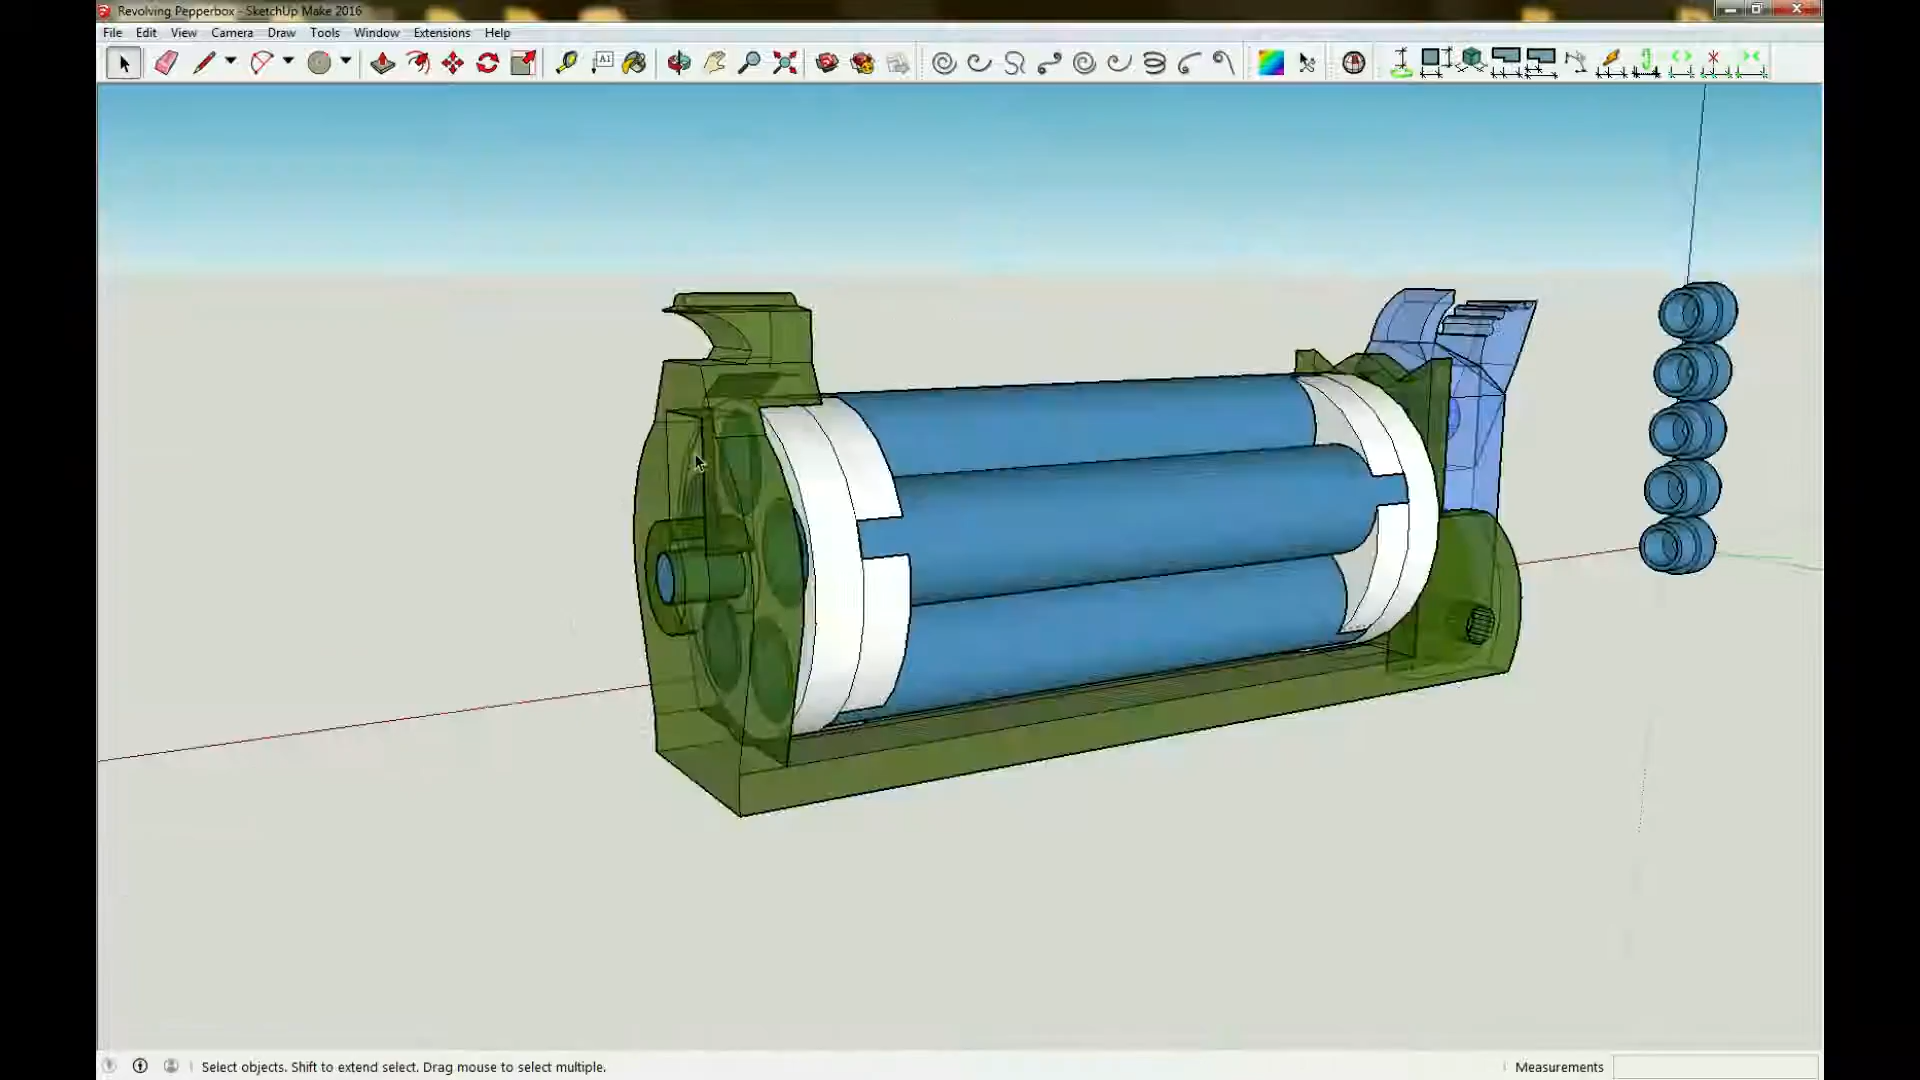 Revolving Pepperbox - SketchUp Make 2016
File Edit View Camera Draw Tools Window Extensions Help
Select objects. Shift to extend select. Drag mouse to select multiple.
Measurements